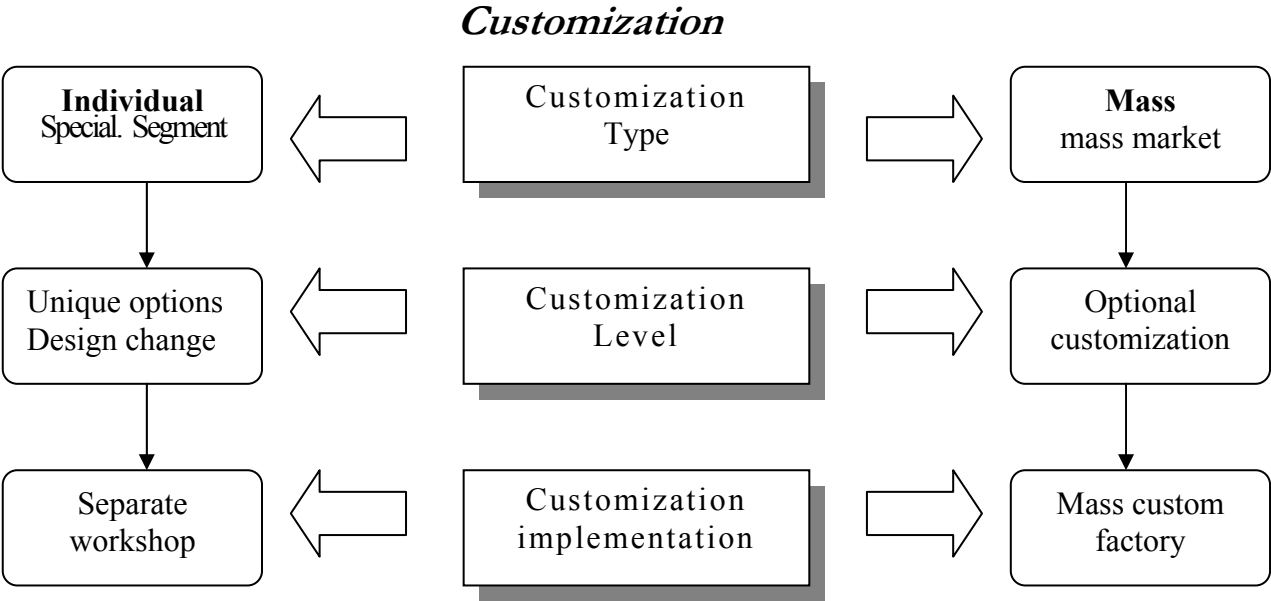 Customization
Individual
Special. Segment
Customization
Type
Mass
mass market
Unique options
Design change
Customization
Level
Optional
customization
Separate
workshop
Customization
implementation
Mass custom
factory